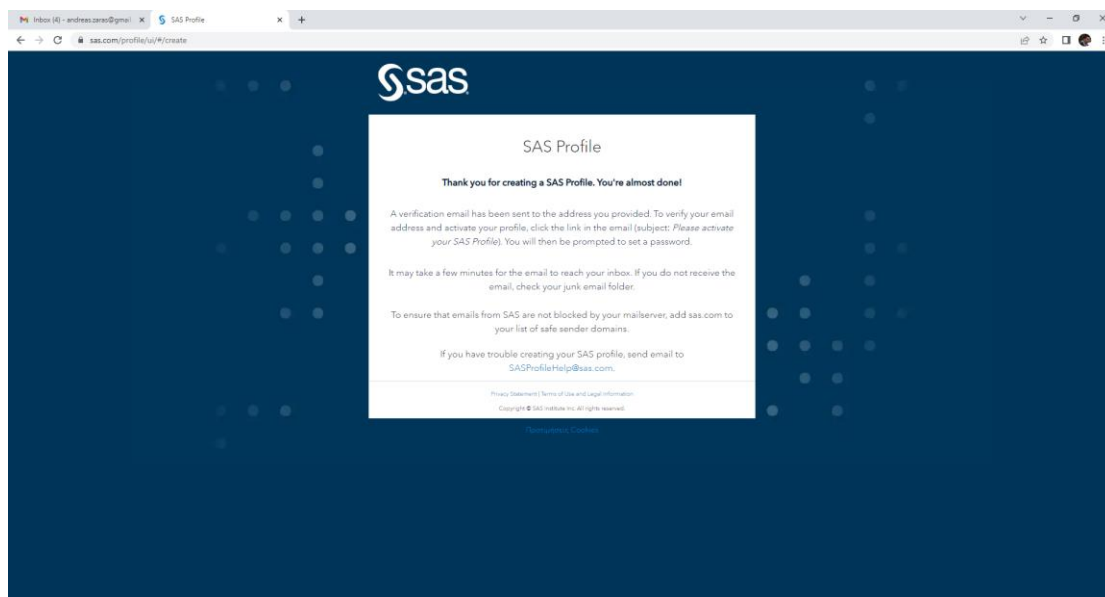 Inbox (4) - andreas.zaras@gmail
SAS Profile
sas.com/profile/ui/#/create
sas
SAS Profile
Thank you for creating a SAS Profile. You're almost done!
A verification email has been sent to the address you provided. To verify your email
address and activate your profile, click the link in the email (subject: Please activate
your SAS Profile). You will then be prompted to set a password.
It may take a few minutes for the email to reach your inbox. If you do not receive the
email, check your junk email folder.
To ensure that emails from SAS are not blocked by your mailserver, add sas.com to
your list of safe sender domains.
If you have trouble creating your SAS profile, send email to
SASProfileHelp@sas.com.
Privacy Statement | Terms of Use and Legal Information
Copyright © SAS Institute Inc. All rights reserved.
Cookies